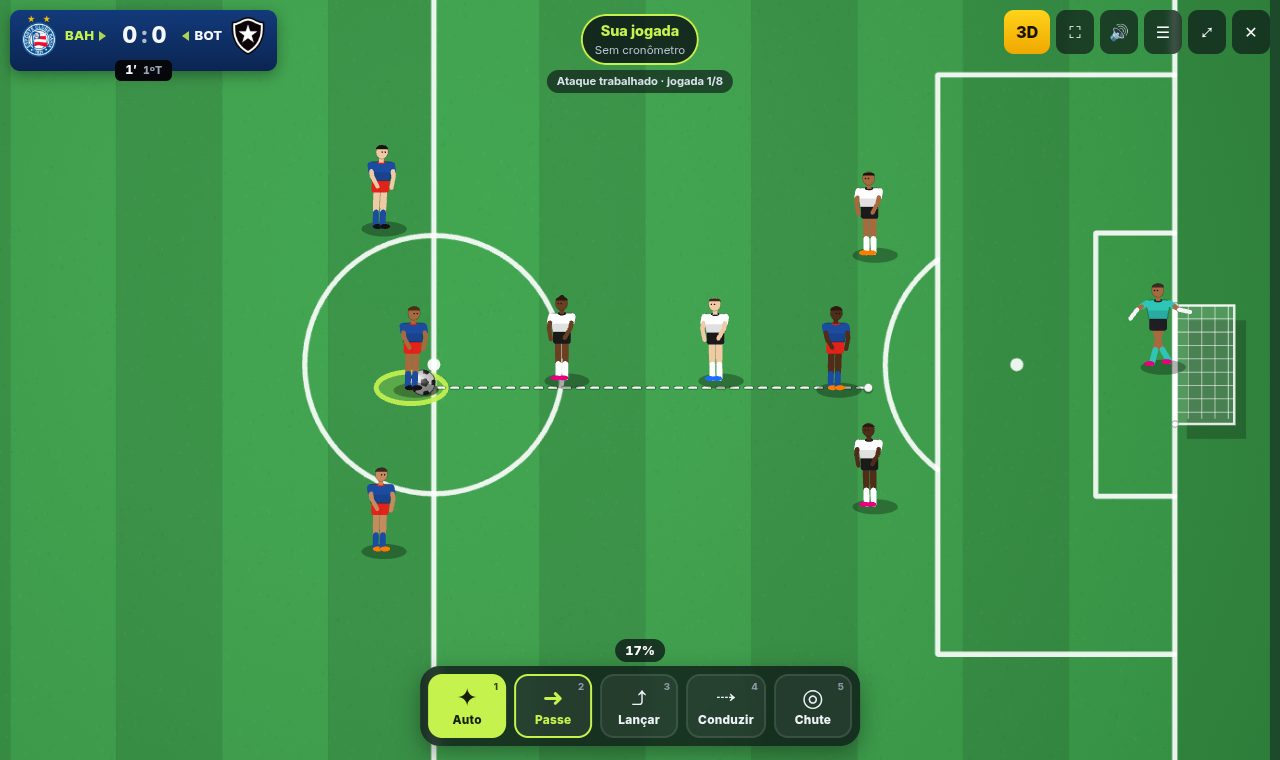 BAH 0:0 BOT
1' 1ºT
Sua jogada
Sem cronômetro
Ataque trabalhado · jogada 1/8
3D
17%
1 2 3 4 5
Auto Passe Lançar Conduzir Chute